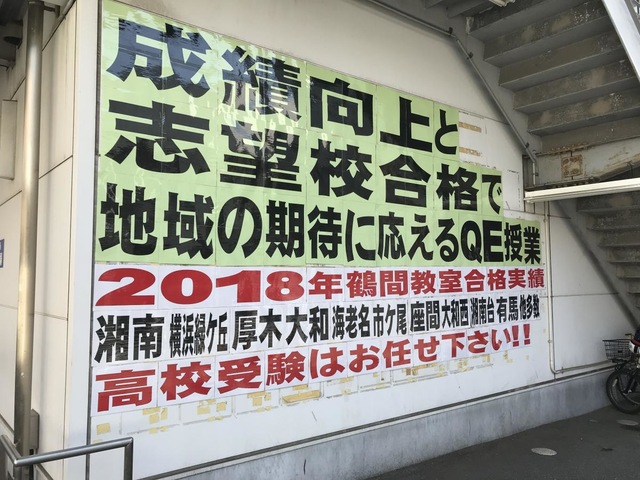 成績向上と
志望校合格で
地域の期待に応えるQE授業
2018年鶴間教室合格実績
湘南 横浜緑ケ丘 厚木 大和 海老名 市ケ尾 座間 大和西 湘南台 有馬 他多数
高校受験はお任せ下さい!!